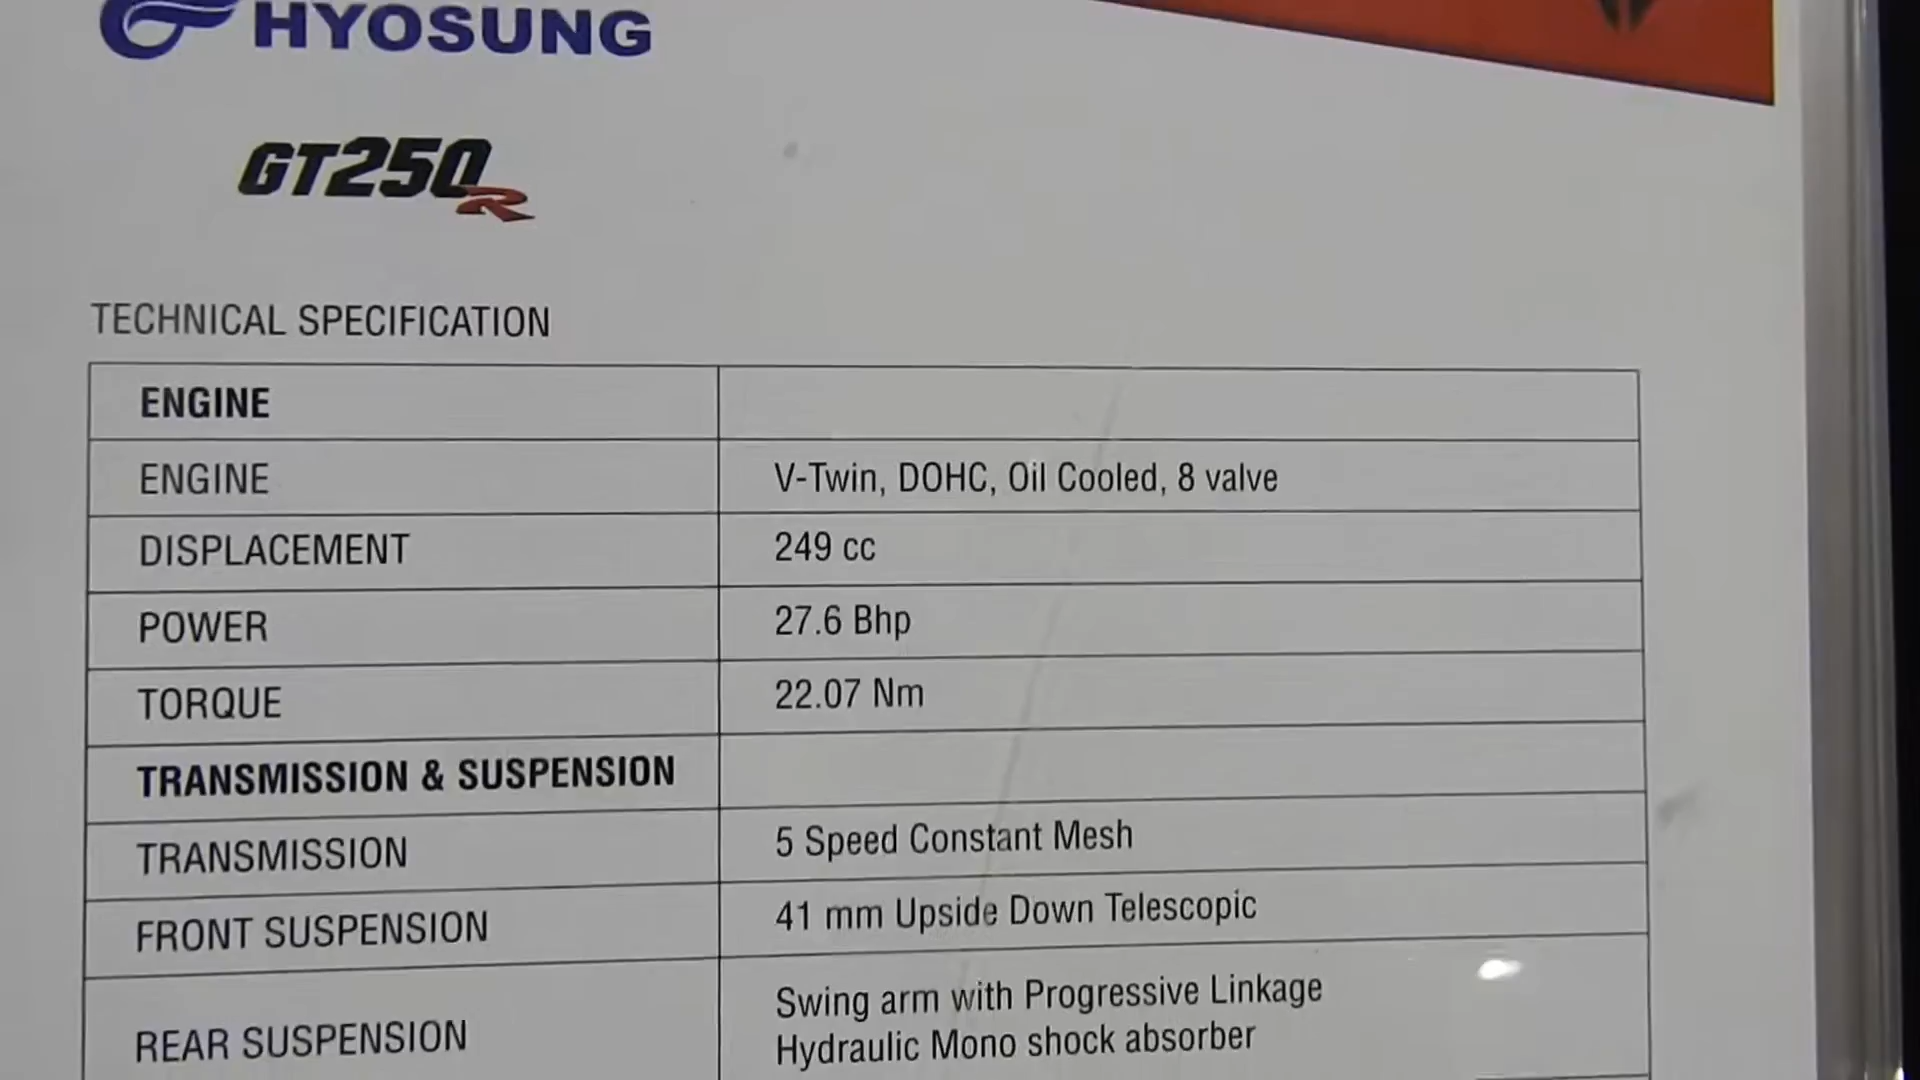 HYOSUNG
GT250R
TECHNICAL SPECIFICATION
ENGINE
ENGINE V-Twin, DOHC, Oil Cooled, 8 valve
DISPLACEMENT 249 cc
POWER 27.6 Bhp
TORQUE 22.07 Nm
TRANSMISSION & SUSPENSION
TRANSMISSION 5 Speed Constant Mesh
FRONT SUSPENSION 41 mm Upside Down Telescopic
REAR SUSPENSION Swing arm with Progressive Linkage
Hydraulic Mono shock absorber